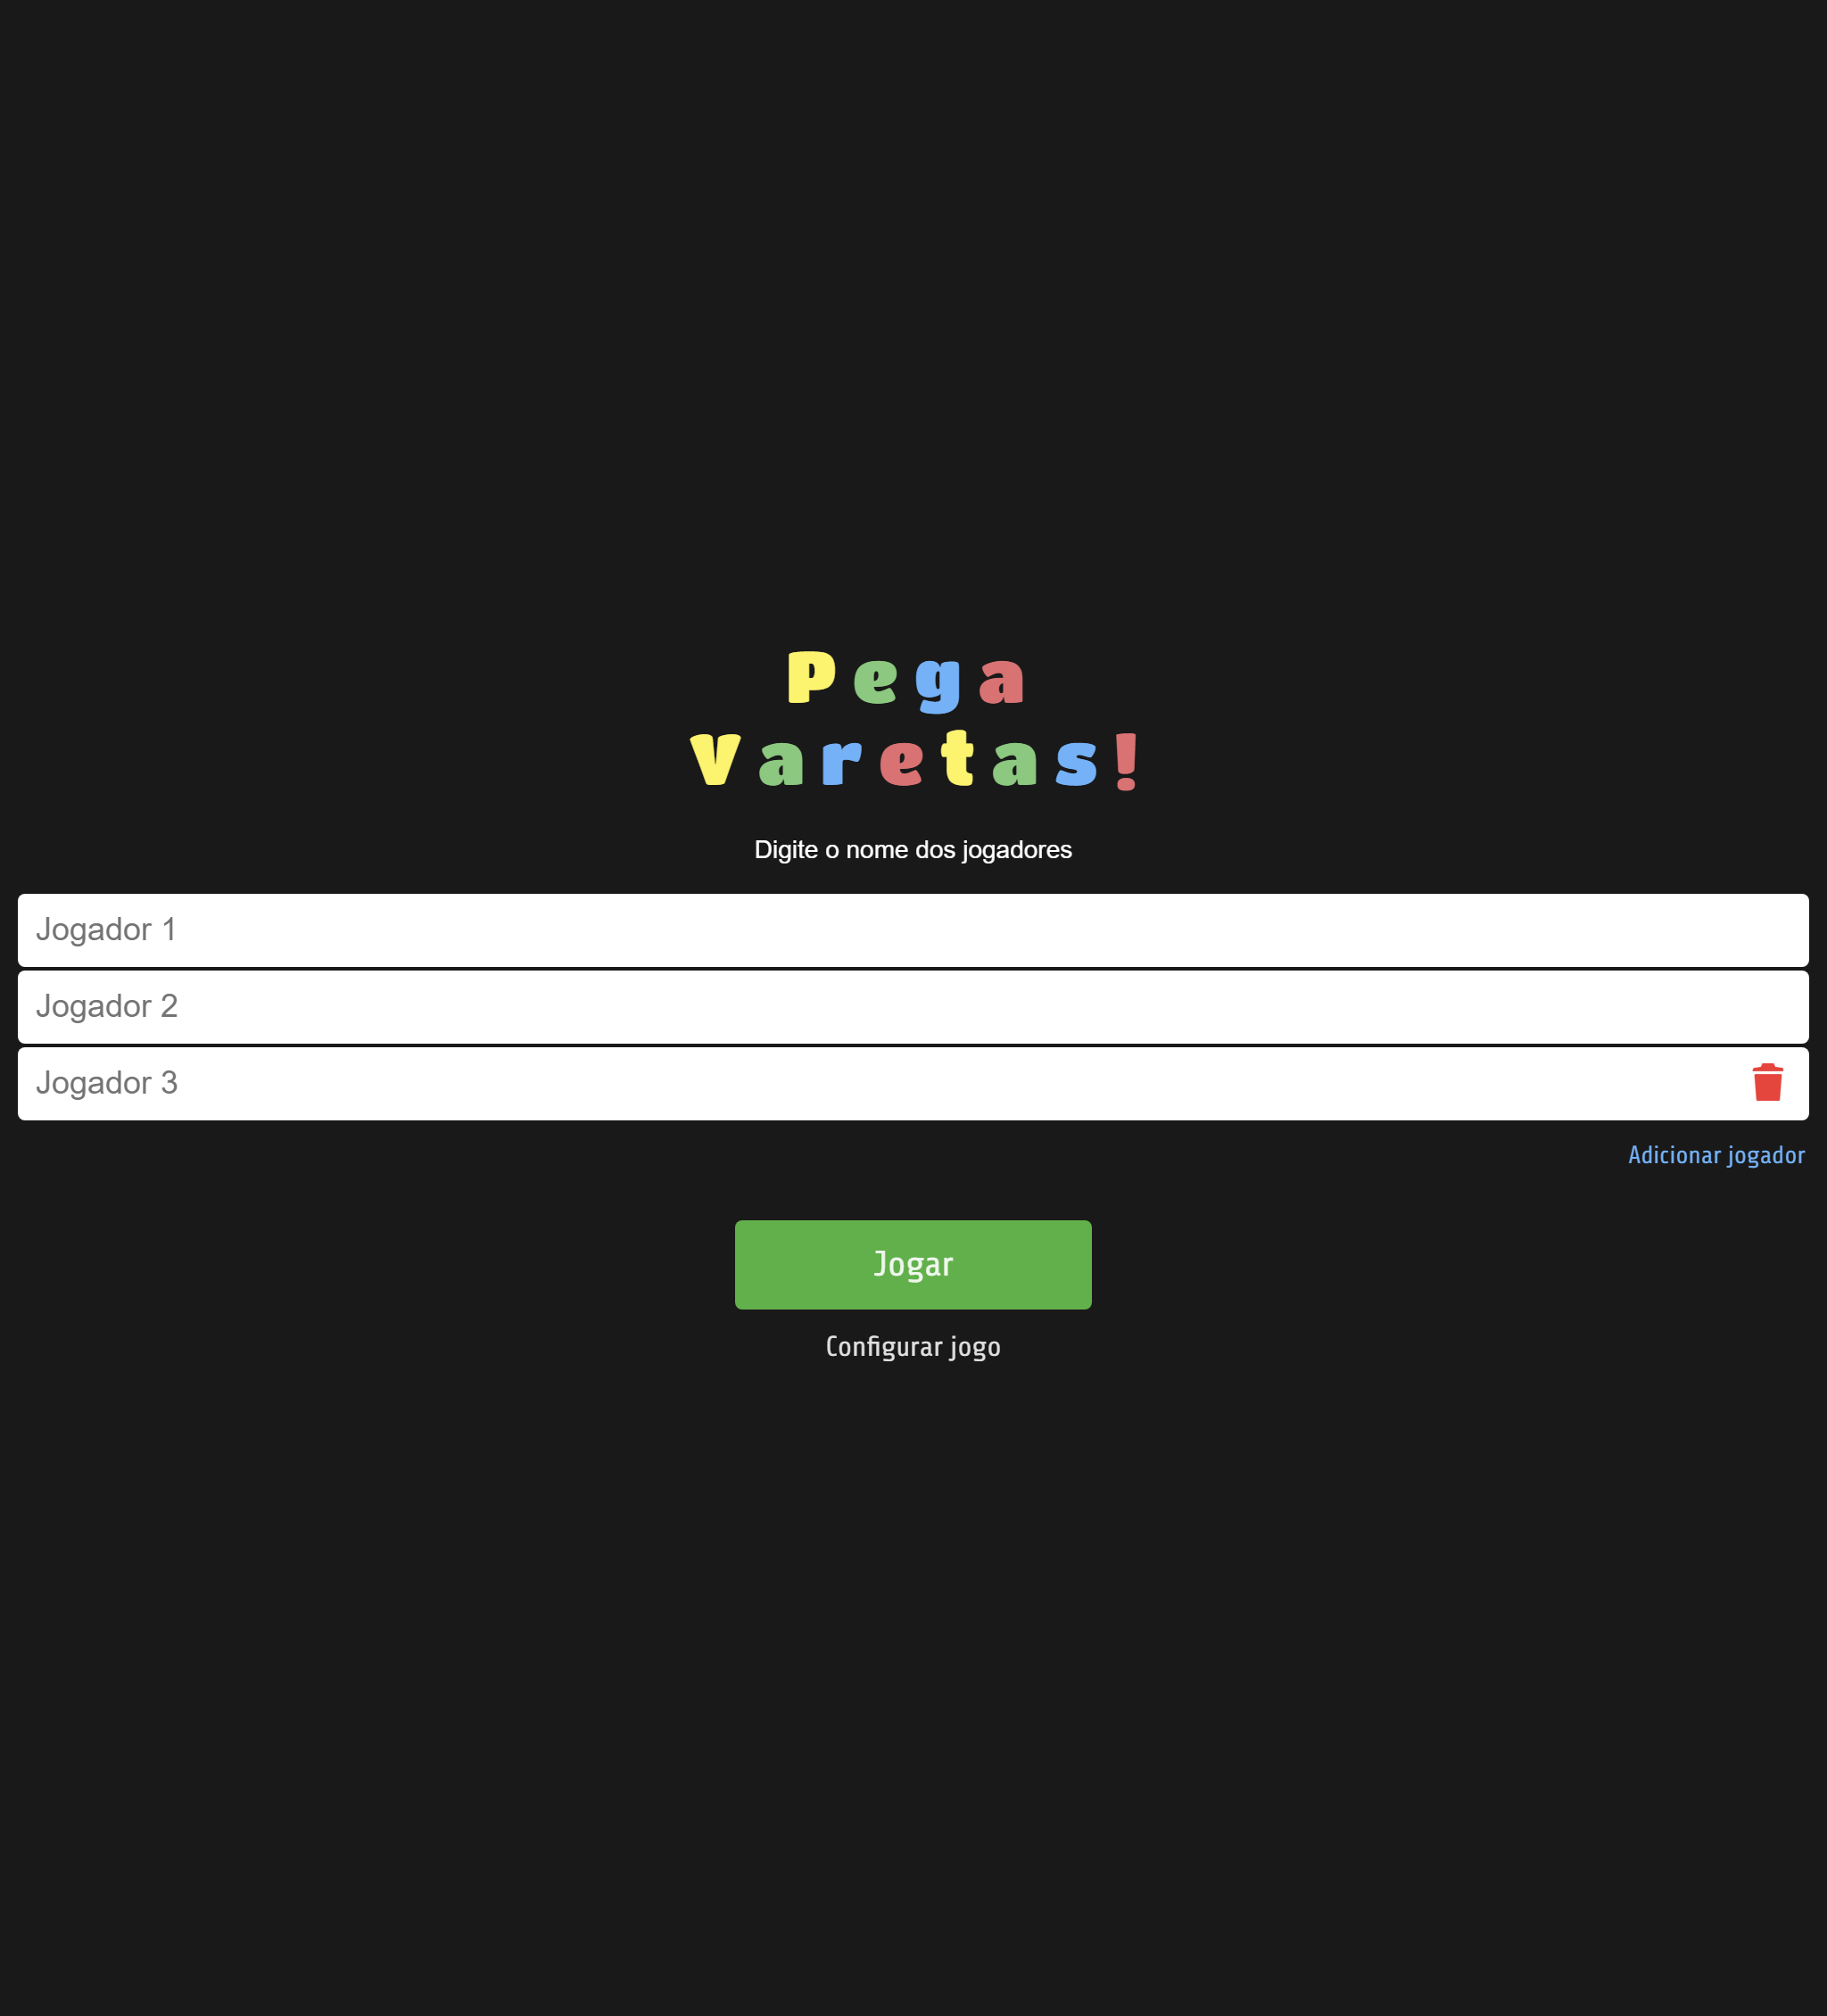 Pega
Varetas!
Digite o nome dos jogadores
Jogador 1
Jogador 2
Jogador 3
Adicionar jogador
Jogar
Configurar jogo